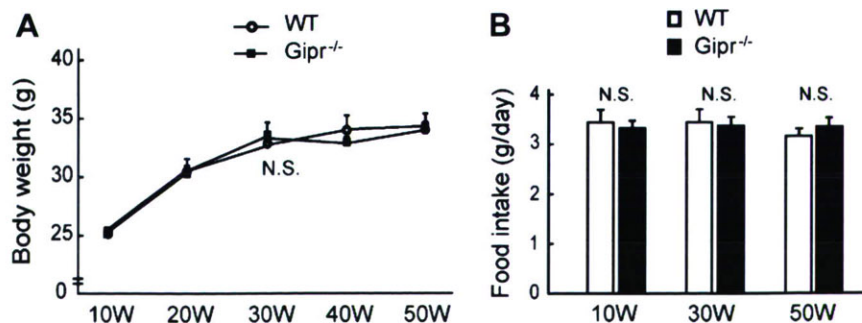 A
WT
Gipr-/-
Body weight (g)
40
35
30
25
0
N.S.
10W 20W 30W 40W 50W
B
WT
Gipr-/-
Food intake (g/day)
4
3
2
1
0
N.S. N.S. N.S.
10W 30W 50W